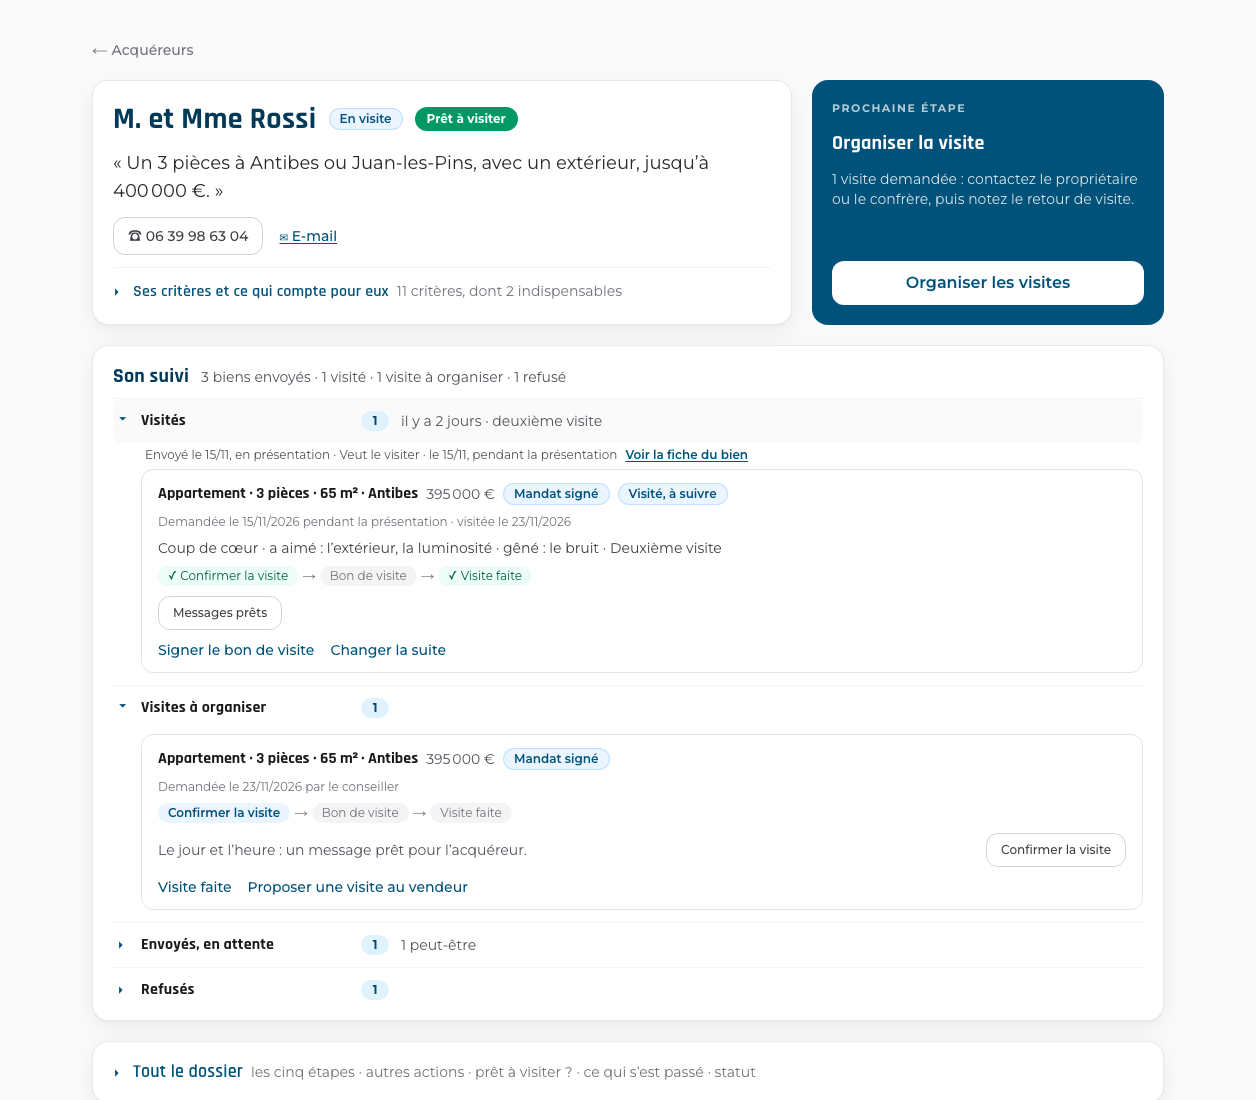 ← Acquéreurs
M. et Mme Rossi En visite Prêt à visiter
« Un 3 pièces à Antibes ou Juan-les-Pins, avec un extérieur, jusqu’à
400 000 €. »
☎ 06 39 98 63 04 ✉ E-mail
Ses critères et ce qui compte pour eux 11 critères, dont 2 indispensables
PROCHAINE ÉTAPE
Organiser la visite
1 visite demandée : contactez le propriétaire
ou le confrère, puis notez le retour de visite.
Organiser les visites
Son suivi 3 biens envoyés · 1 visité · 1 visite à organiser · 1 refusé
Visités 1 il y a 2 jours · deuxième visite
Envoyé le 15/11, en présentation · Veut le visiter · le 15/11, pendant la présentation Voir la fiche du bien
Appartement · 3 pièces · 65 m² · Antibes 395 000 € Mandat signé Visité, à suivre
Demandée le 15/11/2026 pendant la présentation · visitée le 23/11/2026
Coup de cœur · a aimé : l’extérieur, la luminosité · gêné : le bruit · Deuxième visite
✓ Confirmer la visite → Bon de visite → ✓ Visite faite
Messages prêts
Signer le bon de visite Changer la suite
Visites à organiser 1
Appartement · 3 pièces · 65 m² · Antibes 395 000 € Mandat signé
Demandée le 23/11/2026 par le conseiller
Confirmer la visite → Bon de visite → Visite faite
Le jour et l’heure : un message prêt pour l’acquéreur. Confirmer la visite
Visite faite Proposer une visite au vendeur
Envoyés, en attente 1 1 peut-être
Refusés 1
Tout le dossier les cinq étapes · autres actions · prêt à visiter ? · ce qui s’est passé · statut